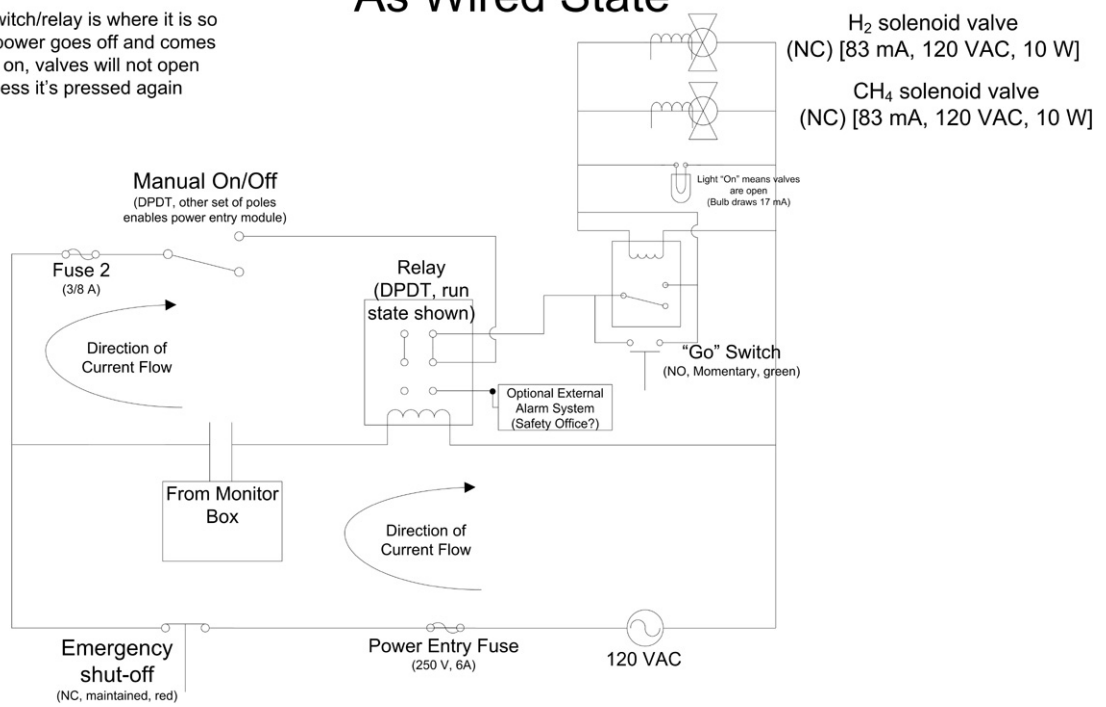 As Wired State
witch/relay is where it is so
power goes off and comes
on, valves will not open
ess it's pressed again
H2 solenoid valve
(NC) [83 mA, 120 VAC, 10 W]
CH4 solenoid valve
(NC) [83 mA, 120 VAC, 10 W]
Light "On" means valves
are open
(Bulb draws 17 mA)
Manual On/Off
(DPDT, other set of poles
enables power entry module)
Fuse 2
(3/8 A)
Relay
(DPDT, run
state shown)
Direction of
Current Flow
"Go" Switch
(NO, Momentary, green)
Optional External
Alarm System
(Safety Office?)
From Monitor
Box
Direction of
Current Flow
Emergency
shut-off
(NC, maintained, red)
Power Entry Fuse
(250 V, 6A)
120 VAC